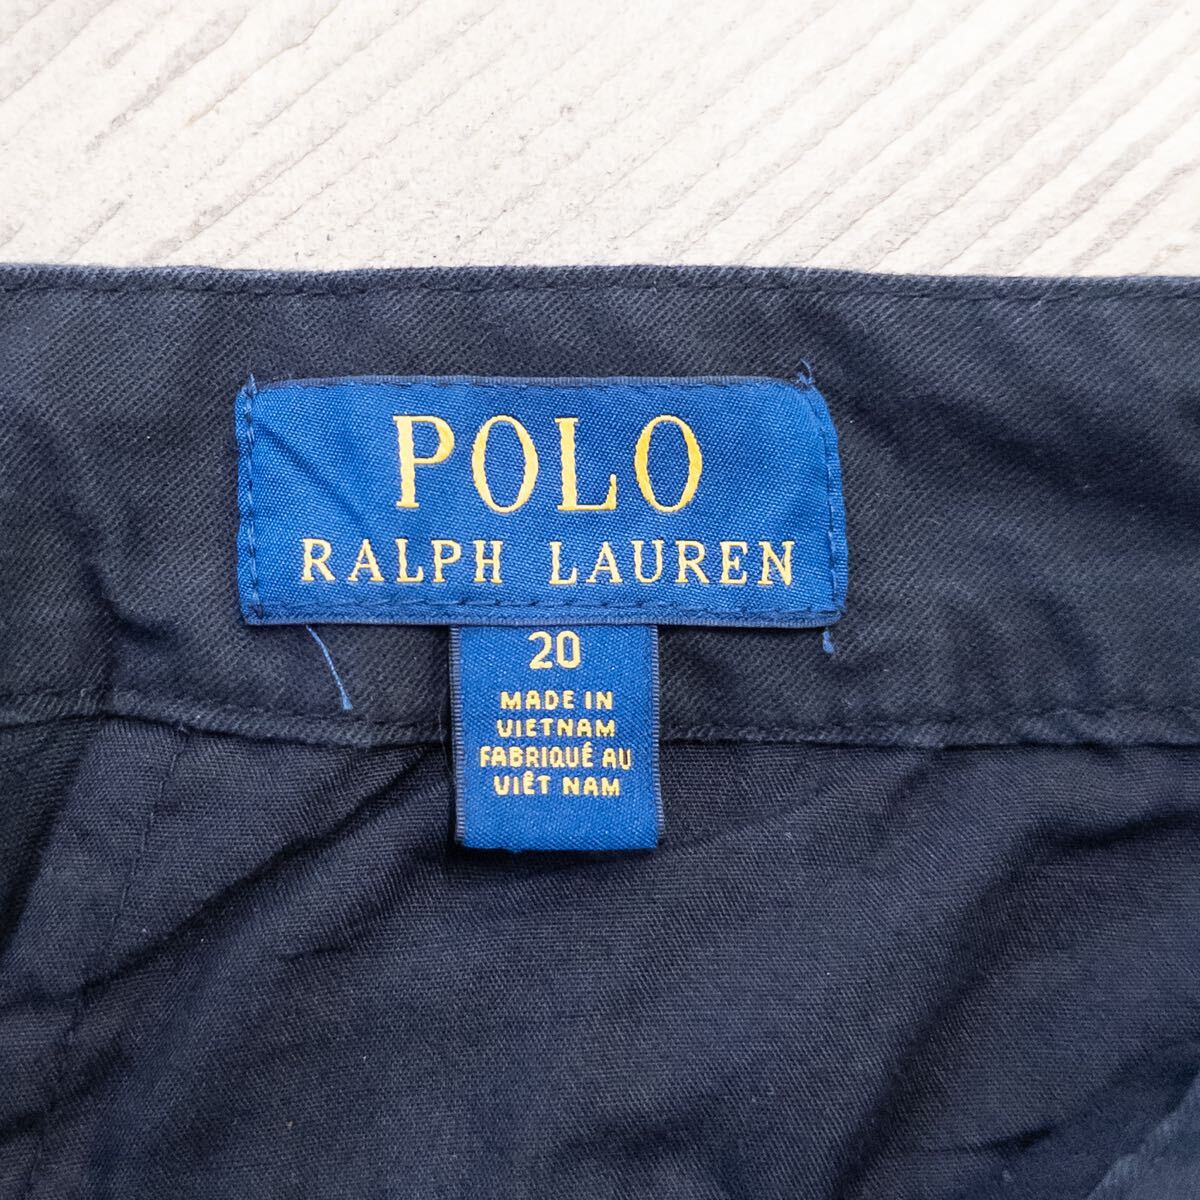 POLO
RALPH LAUREN
20
MADE IN
VIETNAM
FABRIQUÉ AU
VIÊT NAM